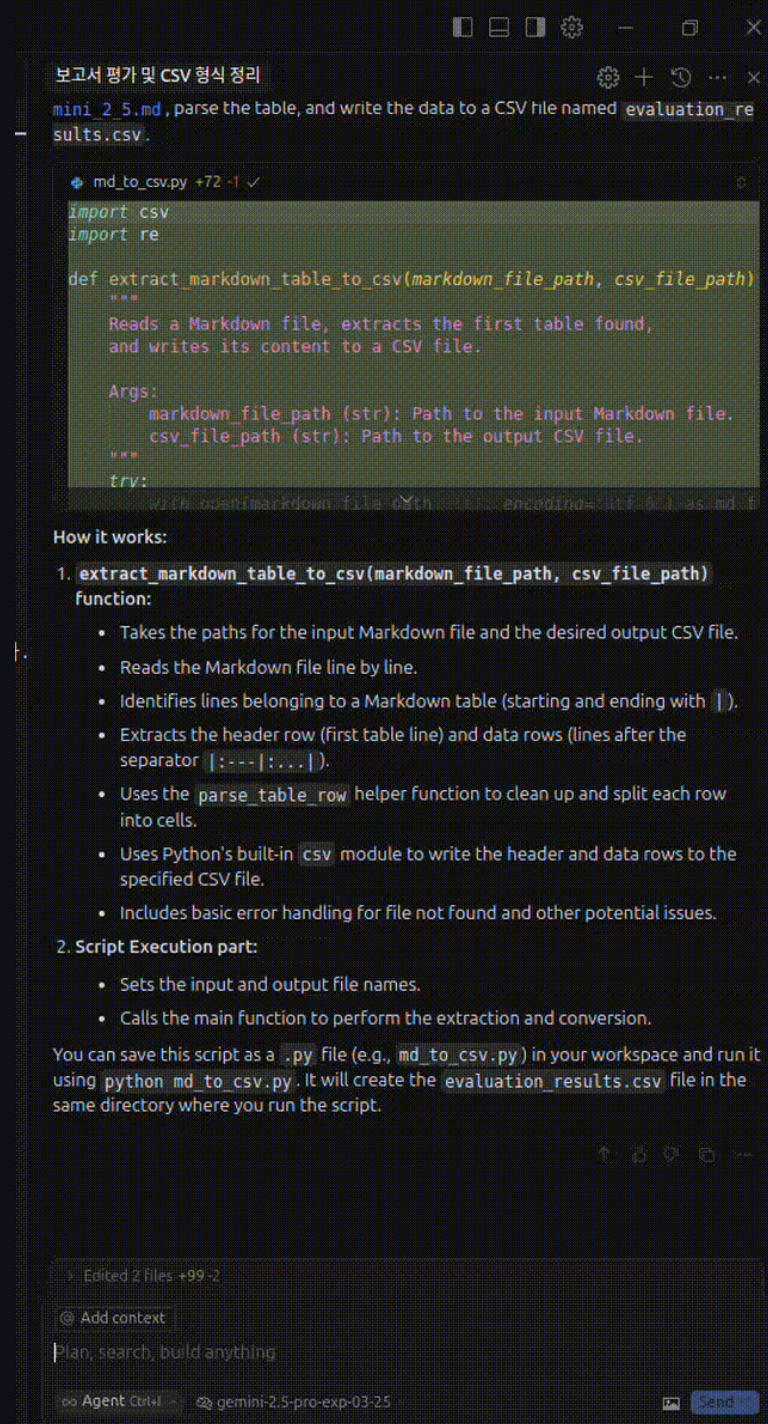 보고서 평가 및 CSV 형식 정리
mini_2_5.md, parse the table, and write the data to a CSV file named evaluation_re
sults.csv.
md_to_csv.py +72 -1
import csv
import re
def extract_markdown_table_to_csv(markdown_file_path, csv_file_path)
"""
Reads a Markdown file, extracts the first table found,
and writes its content to a CSV file.
Args:
markdown_file_path (str): Path to the input Markdown file.
csv_file_path (str): Path to the output CSV file.
"""
try:
with open(markdown_file_path, 'r', encoding='utf-8') as md_f
How it works:
1. extract_markdown_table_to_csv(markdown_file_path, csv_file_path)
function:
• Takes the paths for the input Markdown file and the desired output CSV file.
• Reads the Markdown file line by line.
• Identifies lines belonging to a Markdown table (starting and ending with |).
• Extracts the header row (first table line) and data rows (lines after the
separator |:---|:...|).
• Uses the parse_table_row helper function to clean up and split each row
into cells.
• Uses Python's built-in csv module to write the header and data rows to the
specified CSV file.
• Includes basic error handling for file not found and other potential issues.
2. Script Execution part:
• Sets the input and output file names.
• Calls the main function to perform the extraction and conversion.
You can save this script as a .py file (e.g., md_to_csv.py) in your workspace and run it
using python md_to_csv.py. It will create the evaluation_results.csv file in the
same directory where you run the script.
Edited 2 files +99 -2
@ Add context
Plan, search, build anything
∞ Agent Ctrl+I gemini-2.5-pro-exp-03-25 Send